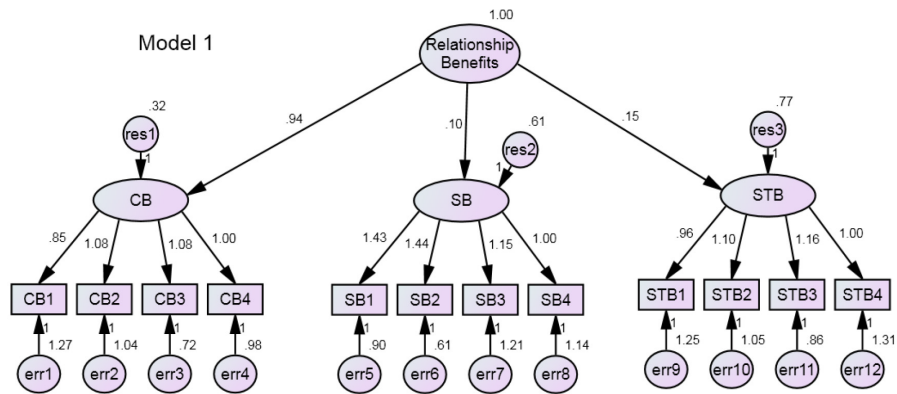 1.00
Model 1
Relationship
Benefits
.32
.94
.10
.61
.15
.77
res1
res2
res3
1
1
1
CB
SB
STB
.85
1.08
1.08
1.00
1.43
1.44
1.15
1.00
.96
1.10
1.16
1.00
CB1
CB2
CB3
CB4
SB1
SB2
SB3
SB4
STB1
STB2
STB3
STB4
1
1
1
1
1
1
1
1
1
1
1
1
1.27
1.04
.72
.98
.90
.61
1.21
1.14
1.25
1.05
.86
1.31
err1
err2
err3
err4
err5
err6
err7
err8
err9
err10
err11
err12